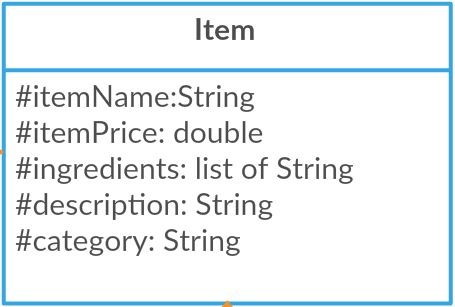 Item
#itemName:String
#itemPrice: double
#ingredients: list of String
#description: String
#category: String